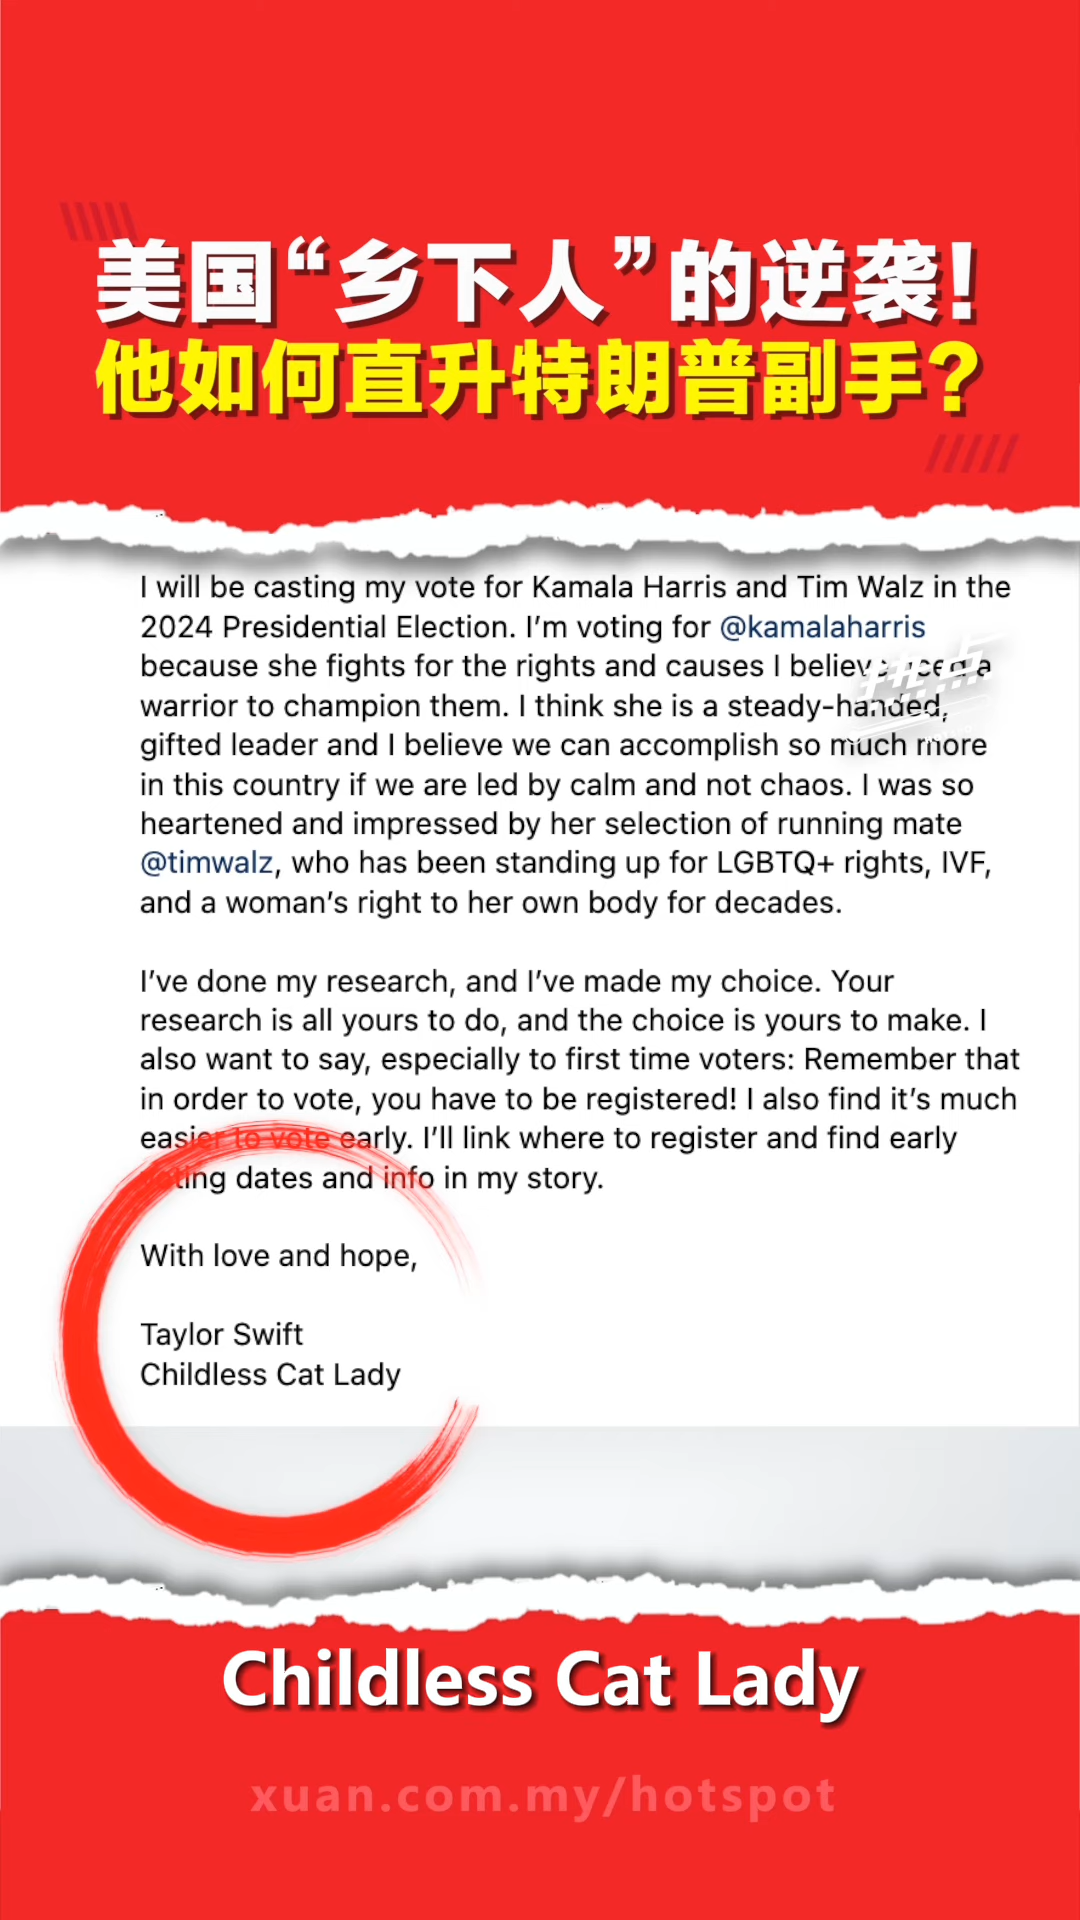 美国“乡下人”的逆袭!
他如何直升特朗普副手?
I will be casting my vote for Kamala Harris and Tim Walz in the
2024 Presidential Election. I’m voting for @kamalaharris
because she fights for the rights and causes I believe need a
warrior to champion them. I think she is a steady-handed,
gifted leader and I believe we can accomplish so much more
in this country if we are led by calm and not chaos. I was so
heartened and impressed by her selection of running mate
@timwalz, who has been standing up for LGBTQ+ rights, IVF,
and a woman’s right to her own body for decades.
I’ve done my research, and I’ve made my choice. Your
research is all yours to do, and the choice is yours to make. I
also want to say, especially to first time voters: Remember that
in order to vote, you have to be registered! I also find it’s much
easier to vote early. I’ll link where to register and find early
voting dates and info in my story.
With love and hope,
Taylor Swift
Childless Cat Lady
热点
Childless Cat Lady
xuan.com.my/hotspot